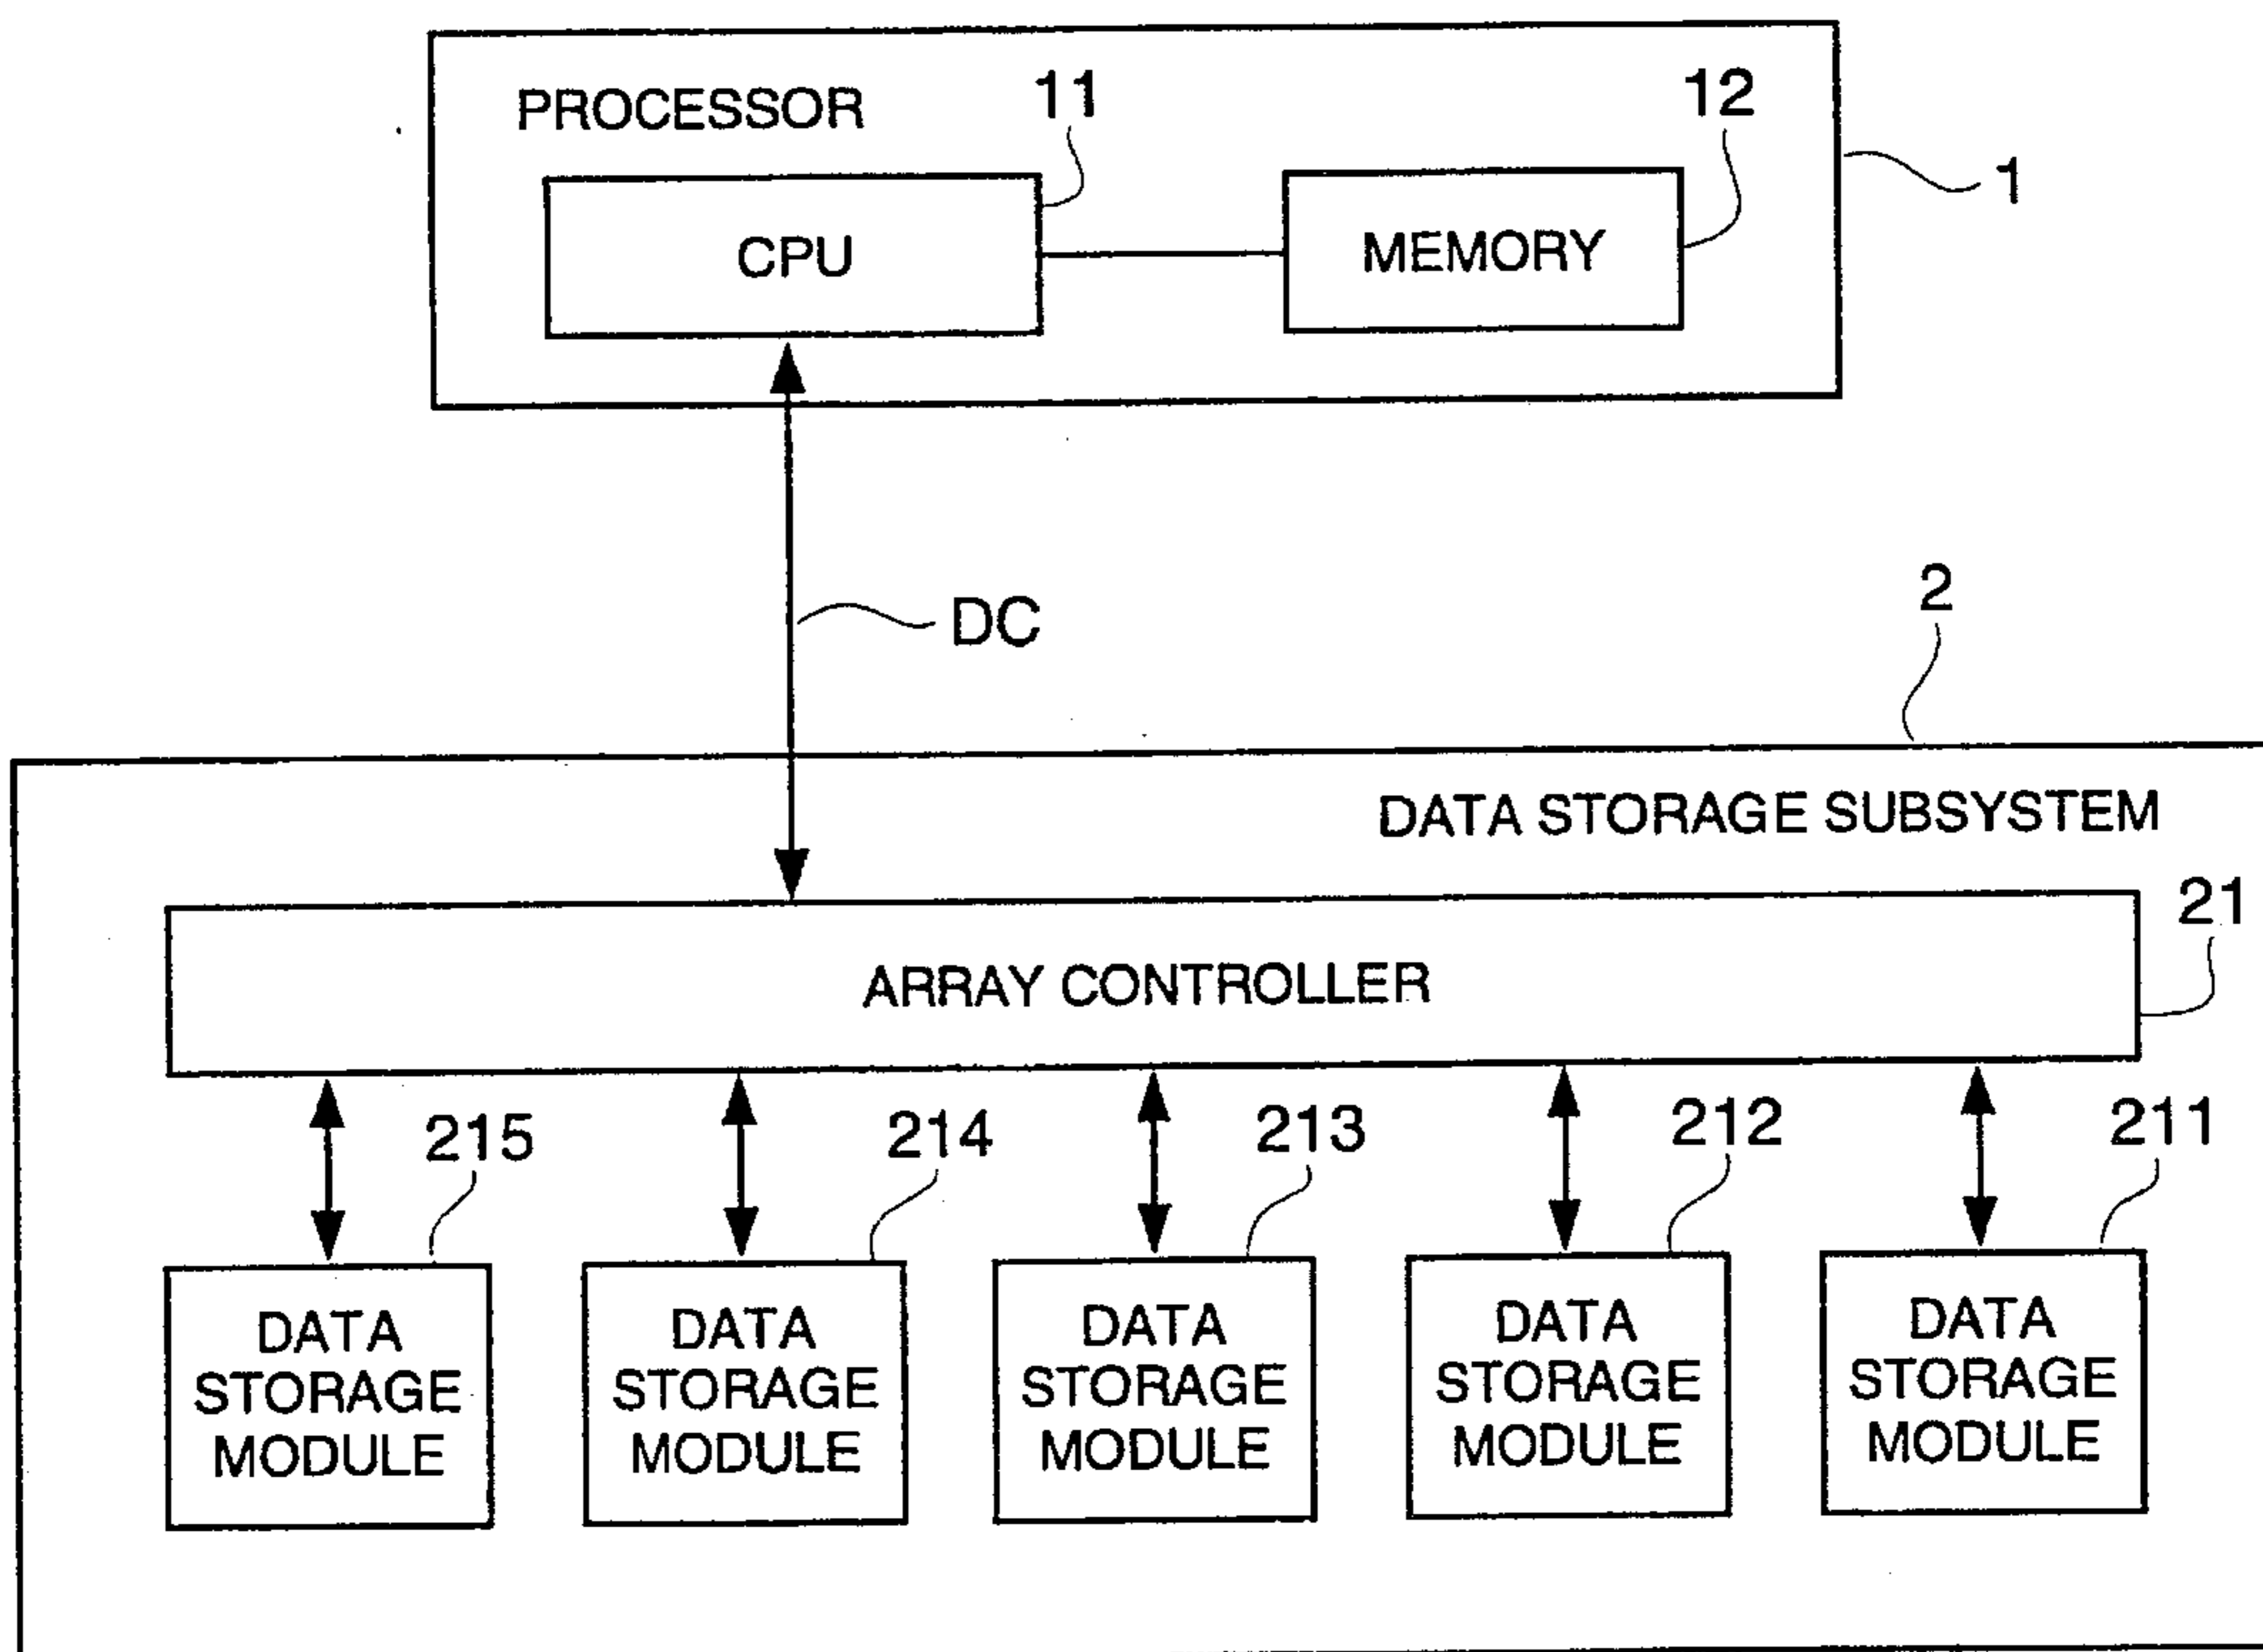 PROCESSOR
11
12
1
CPU
MEMORY
DC
2
DATA STORAGE SUBSYSTEM
21
ARRAY CONTROLLER
215
214
213
212
211
DATA
STORAGE
MODULE
DATA
STORAGE
MODULE
DATA
STORAGE
MODULE
DATA
STORAGE
MODULE
DATA
STORAGE
MODULE